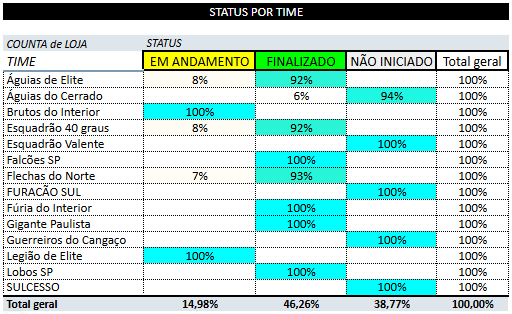 STATUS POR TIME
COUNTA de LOJA STATUS
TIME EM ANDAMENTO FINALIZADO NÃO INICIADO Total geral
Águias de Elite 8% 92% 100%
Águias do Cerrado 6% 94% 100%
Brutos do Interior 100% 100%
Esquadrão 40 graus 8% 92% 100%
Esquadrão Valente 100% 100%
Falcões SP 100% 100%
Flechas do Norte 7% 93% 100%
FURACÃO SUL 100% 100%
Fúria do Interior 100% 100%
Gigante Paulista 100% 100%
Guerreiros do Cangaço 100% 100%
Legião de Elite 100% 100%
Lobos SP 100% 100%
SULCESSO 100% 100%
Total geral 14,98% 46,26% 38,77% 100,00%